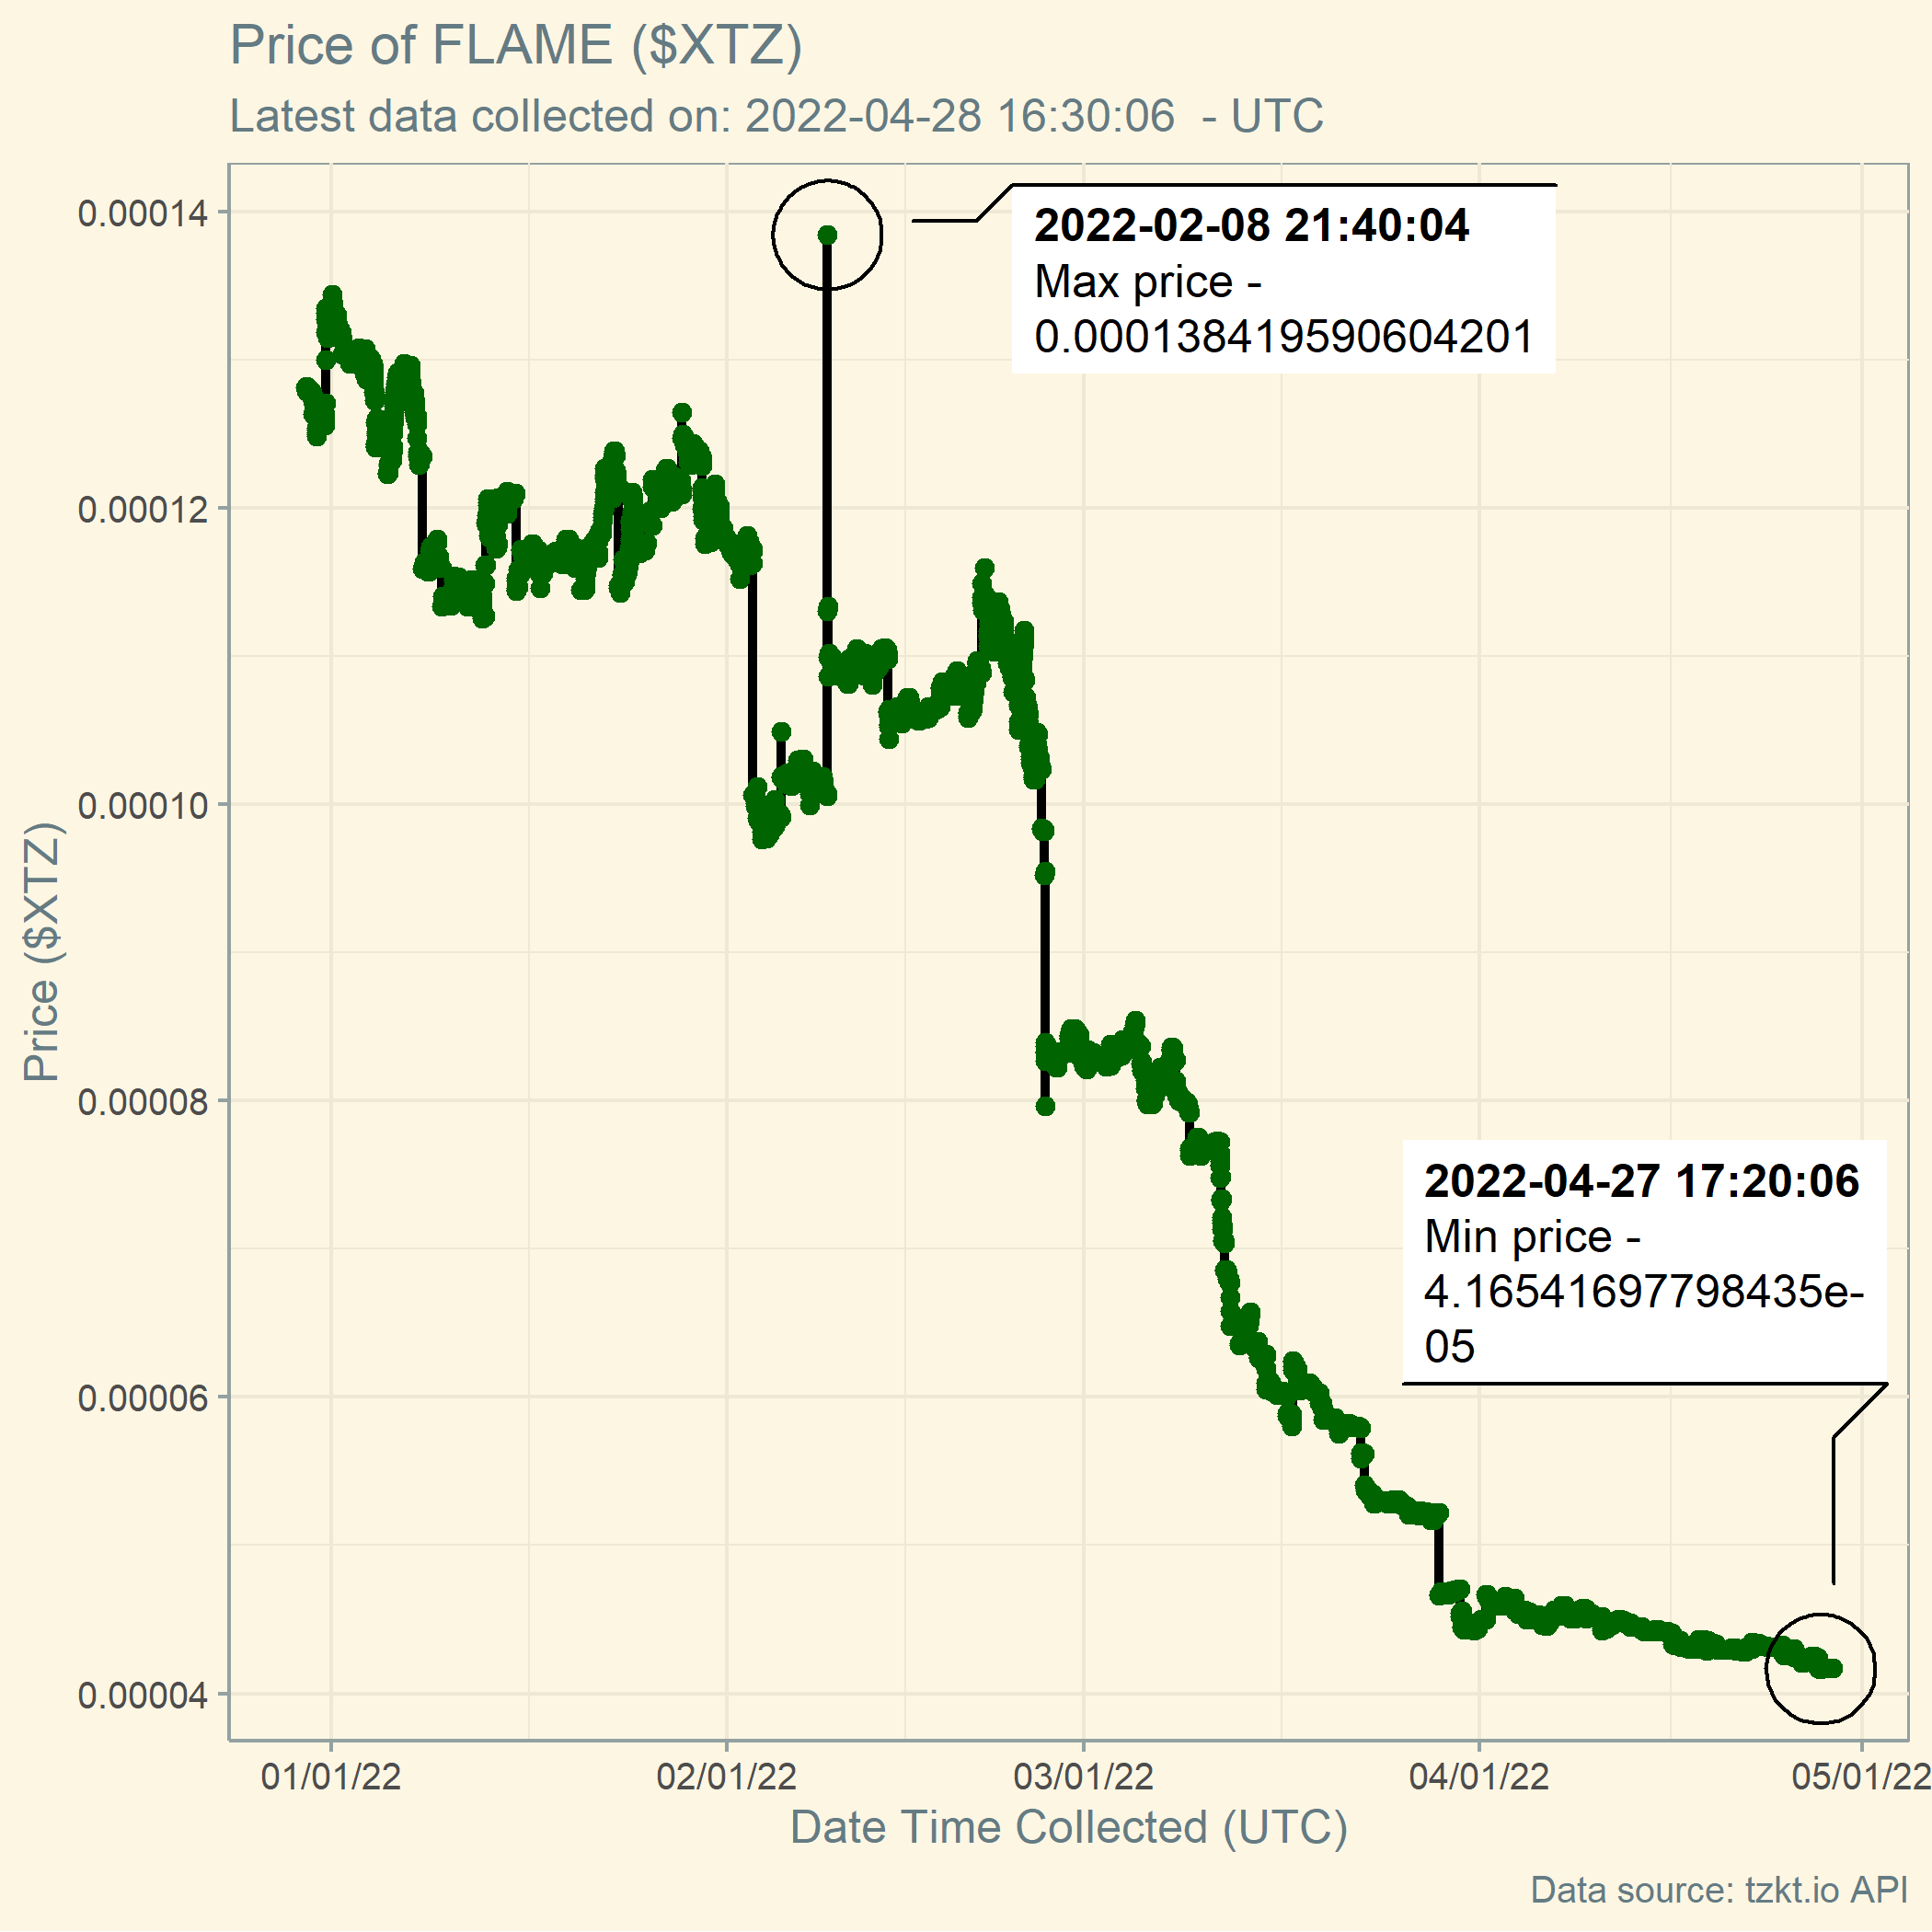 Price of FLAME ($XTZ)
Latest data collected on: 2022-04-28 16:30:06  - UTC
0.00014
0.00012
0.00010
0.00008
0.00006
0.00004
Price ($XTZ)
2022-02-08 21:40:04
Max price -
0.000138419590604201
2022-04-27 17:20:06
Min price -
4.16541697798435e-
05
01/01/22
02/01/22
03/01/22
04/01/22
05/01/22
Date Time Collected (UTC)
Data source: tzkt.io API